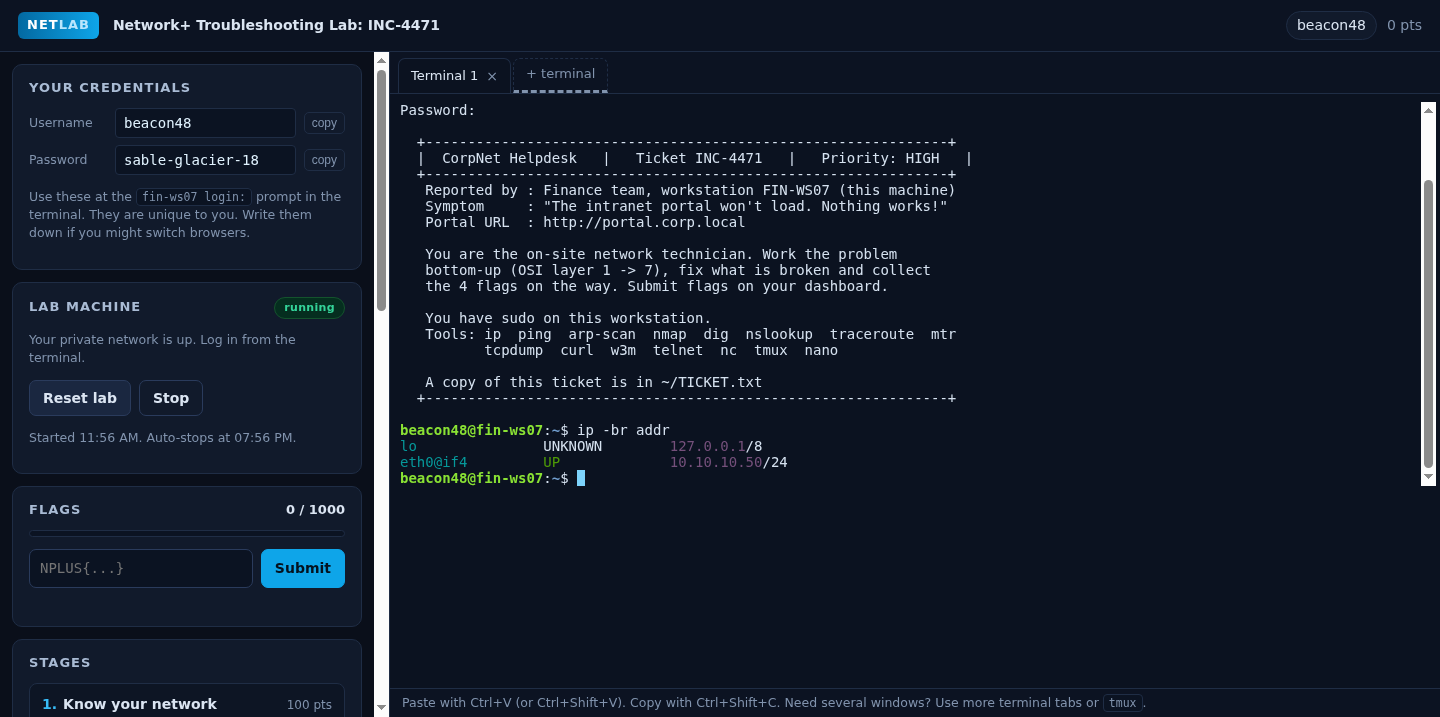 NETLAB Network+ Troubleshooting Lab: INC-4471 beacon48 0 pts
YOUR CREDENTIALS
Username beacon48 copy
Password sable-glacier-18 copy
Use these at the fin-ws07 login: prompt in the
terminal. They are unique to you. Write them
down if you might switch browsers.
LAB MACHINE running
Your private network is up. Log in from the
terminal.
Reset lab Stop
Started 11:56 AM. Auto-stops at 07:56 PM.
FLAGS 0 / 1000
NPLUS{...} Submit
STAGES
1. Know your network 100 pts
Terminal 1 × + terminal
Password:
+--------------------------------------------------------------+
| CorpNet Helpdesk | Ticket INC-4471 | Priority: HIGH |
+--------------------------------------------------------------+
Reported by : Finance team, workstation FIN-WS07 (this machine)
Symptom : "The intranet portal won't load. Nothing works!"
Portal URL : http://portal.corp.local
You are the on-site network technician. Work the problem
bottom-up (OSI layer 1 -> 7), fix what is broken and collect
the 4 flags on the way. Submit flags on your dashboard.
You have sudo on this workstation.
Tools: ip ping arp-scan nmap dig nslookup traceroute mtr
tcpdump curl w3m telnet nc tmux nano
A copy of this ticket is in ~/TICKET.txt
+--------------------------------------------------------------+
beacon48@fin-ws07:~$ ip -br addr
lo UNKNOWN 127.0.0.1/8
eth0@if4 UP 10.10.10.50/24
beacon48@fin-ws07:~$
Paste with Ctrl+V (or Ctrl+Shift+V). Copy with Ctrl+Shift+C. Need several windows? Use more terminal tabs or tmux.